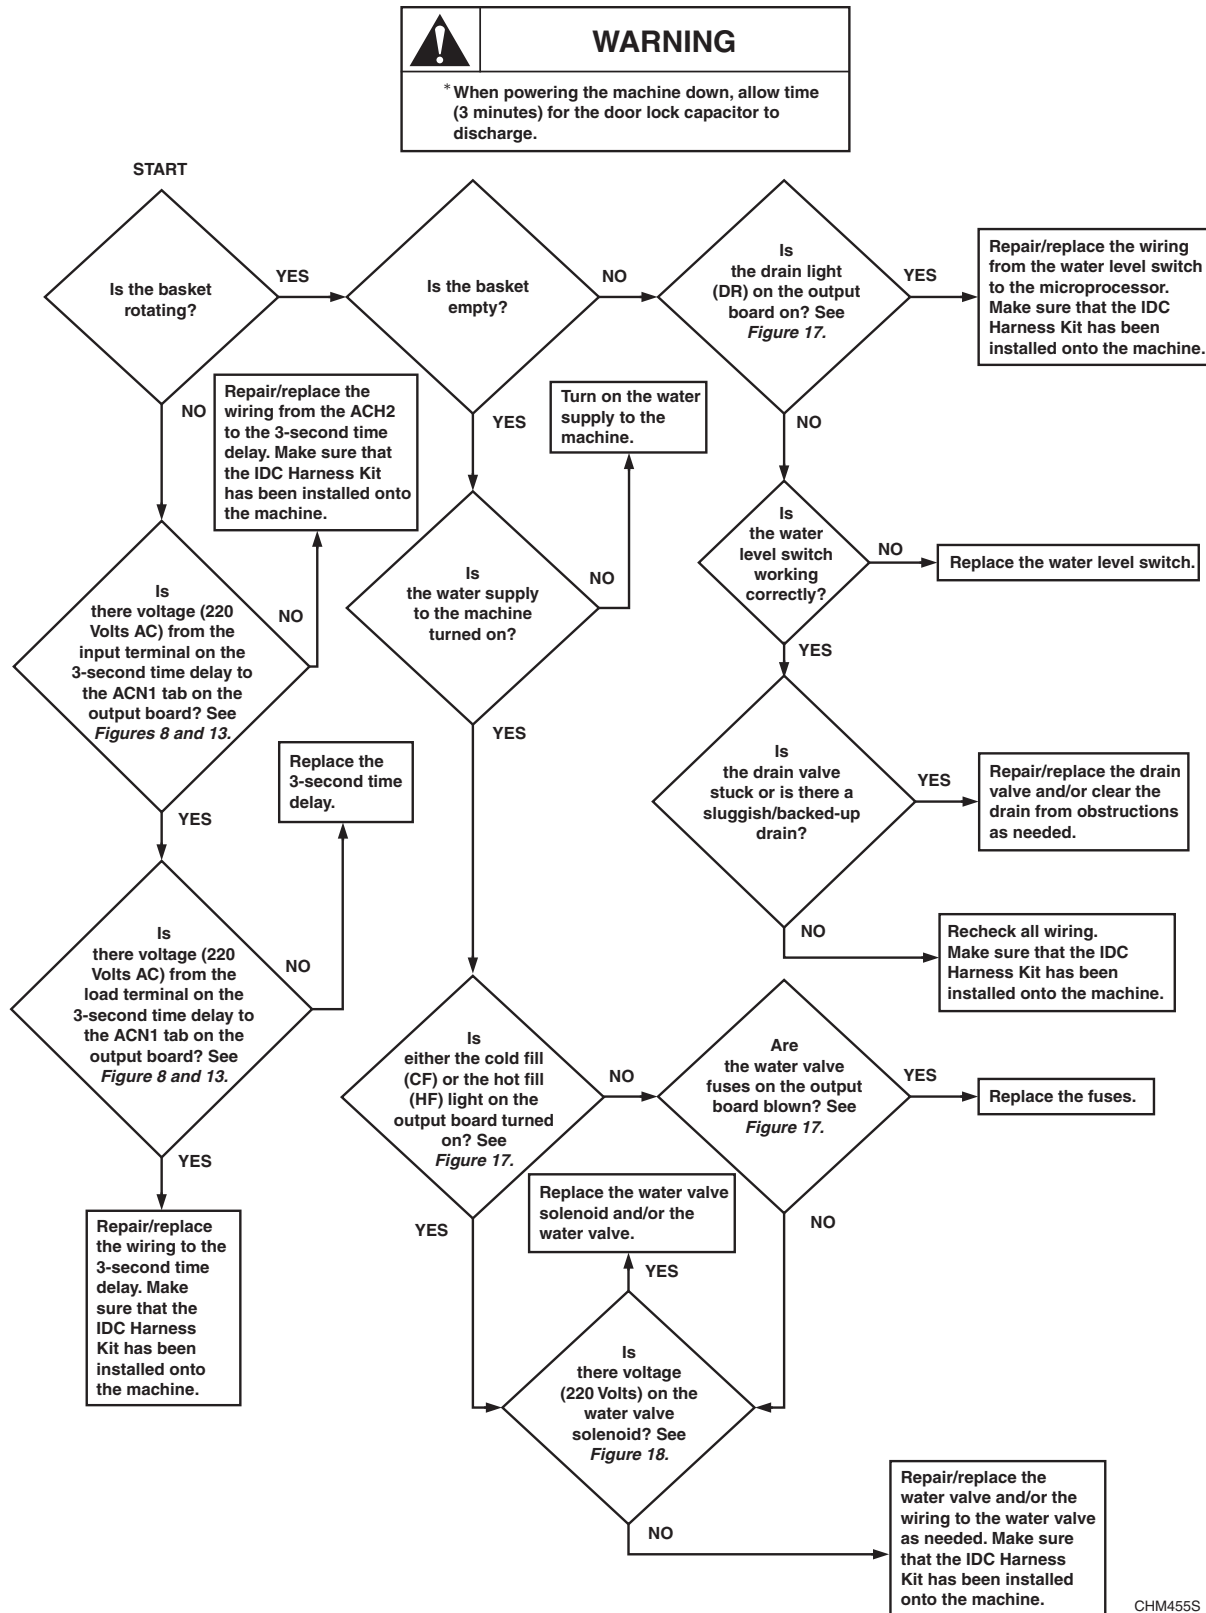 WARNING
* When powering the machine down, allow time
(3 minutes) for the door lock capacitor to
discharge.
START
Is the basket
rotating?
YES
Is the basket
empty?
NO
Is
the drain light
(DR) on the output
board on? See
Figure 17.
YES
Repair/replace the wiring
from the water level switch
to the microprocessor.
Make sure that the IDC
Harness Kit has been
installed onto the machine.
NO
Repair/replace the
wiring from the ACH2
to the 3-second time
delay. Make sure that
the IDC Harness Kit
has been installed onto
the machine.
YES
Turn on the water
supply to the
machine.
NO
Is
the water
level switch
working
correctly?
NO
Replace the water level switch.
Is
there voltage (220
Volts AC) from the
input terminal on the
3-second time delay to
the ACN1 tab on the
output board? See
Figures 8 and 13.
NO
Is
the water supply
to the machine
turned on?
NO
YES
YES
Replace the
3-second time
delay.
YES
Is
the drain valve
stuck or is there a
sluggish/backed-up
drain?
YES
Repair/replace the drain
valve and/or clear the
drain from obstructions
as needed.
Is
there voltage (220
Volts AC) from the
load terminal on the
3-second time delay to
the ACN1 tab on the
output board? See
Figure 8 and 13.
NO
NO
Recheck all wiring.
Make sure that the IDC
Harness Kit has been
installed onto the machine.
Is
either the cold fill
(CF) or the hot fill
(HF) light on the
output board turned
on? See
Figure 17.
NO
Are
the water valve
fuses on the output
board blown? See
Figure 17.
YES
Replace the fuses.
YES
Repair/replace
the wiring to the
3-second time
delay. Make
sure that the
IDC Harness
Kit has been
installed onto
the machine.
YES
Replace the water valve
solenoid and/or the
water valve.
NO
YES
Is
there voltage
(220 Volts) on the
water valve
solenoid? See
Figure 18.
NO
Repair/replace the
water valve and/or the
wiring to the water valve
as needed. Make sure
that the IDC Harness
Kit has been installed
onto the machine.
CHM455S